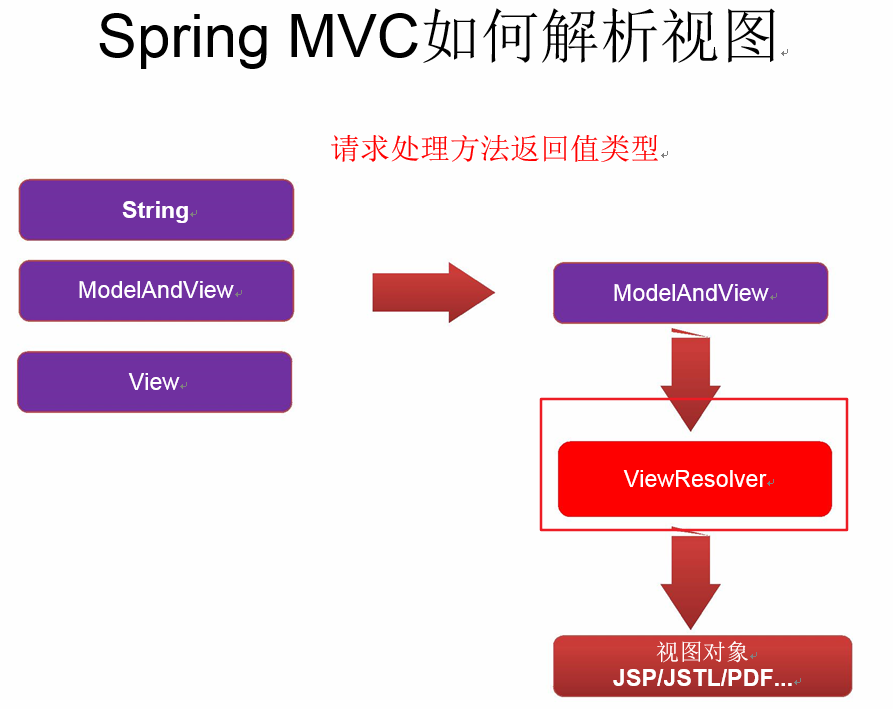 Spring MVC如何解析视图
请求处理方法返回值类型
String
ModelAndView
View
ModelAndView
ViewResolver
视图对象
JSP/JSTL/PDF...